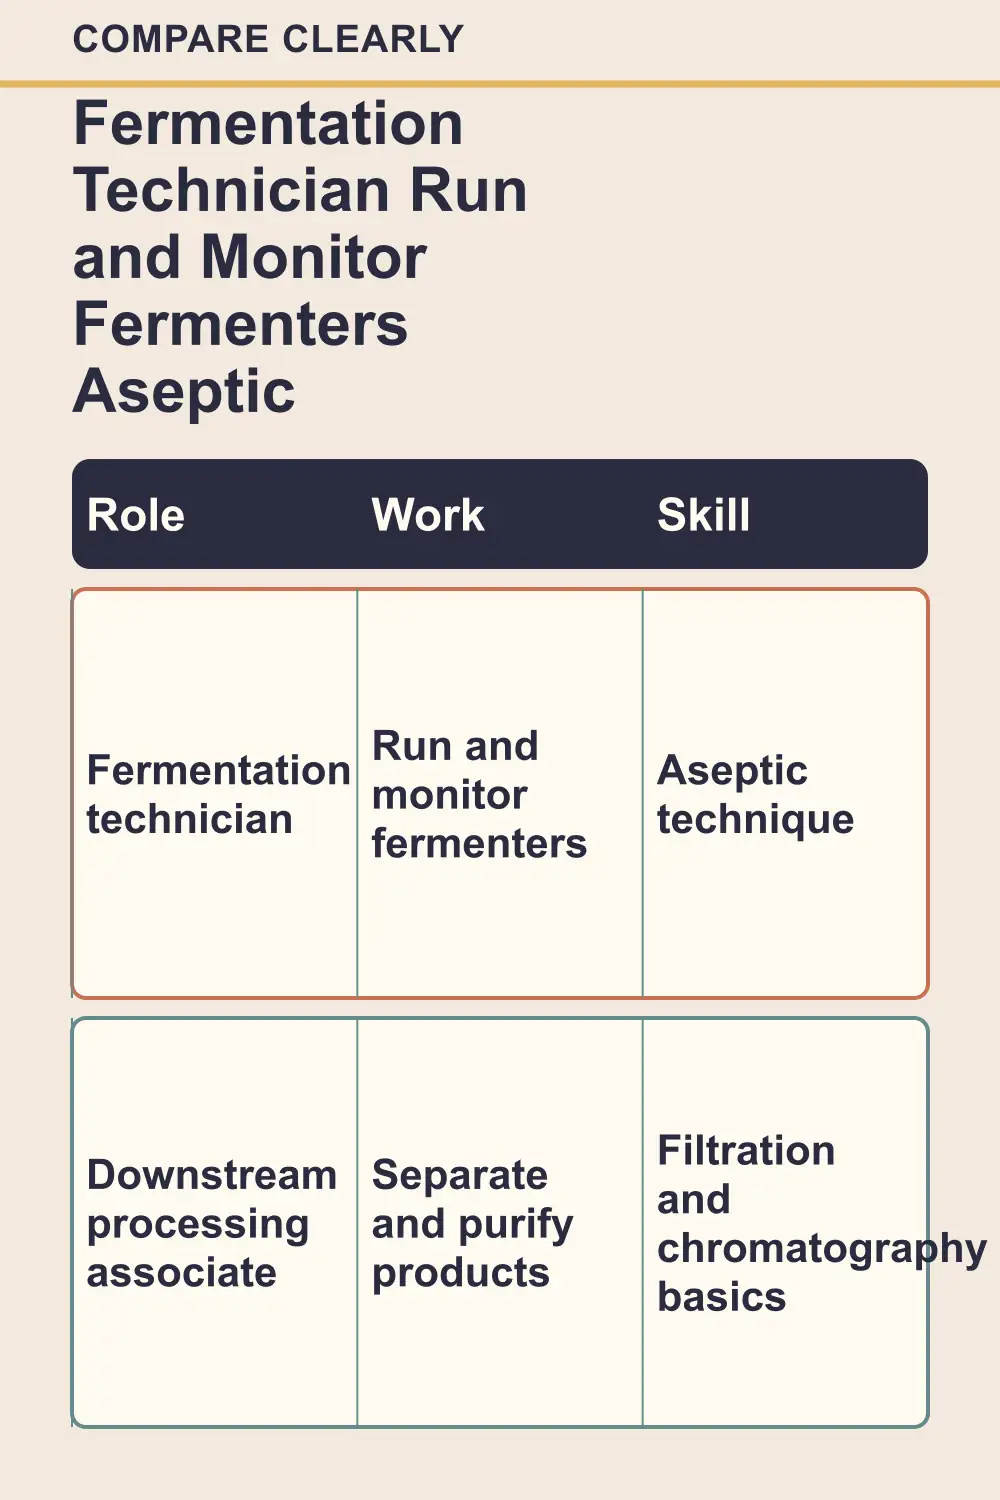 COMPARE CLEARLY
Fermentation
Technician Run
and Monitor
Fermenters
Aseptic
Role Work Skill
Fermentation
technician
Run and
monitor
fermenters
Aseptic
technique
Downstream
processing
associate
Separate
and purify
products
Filtration
and
chromatography
basics